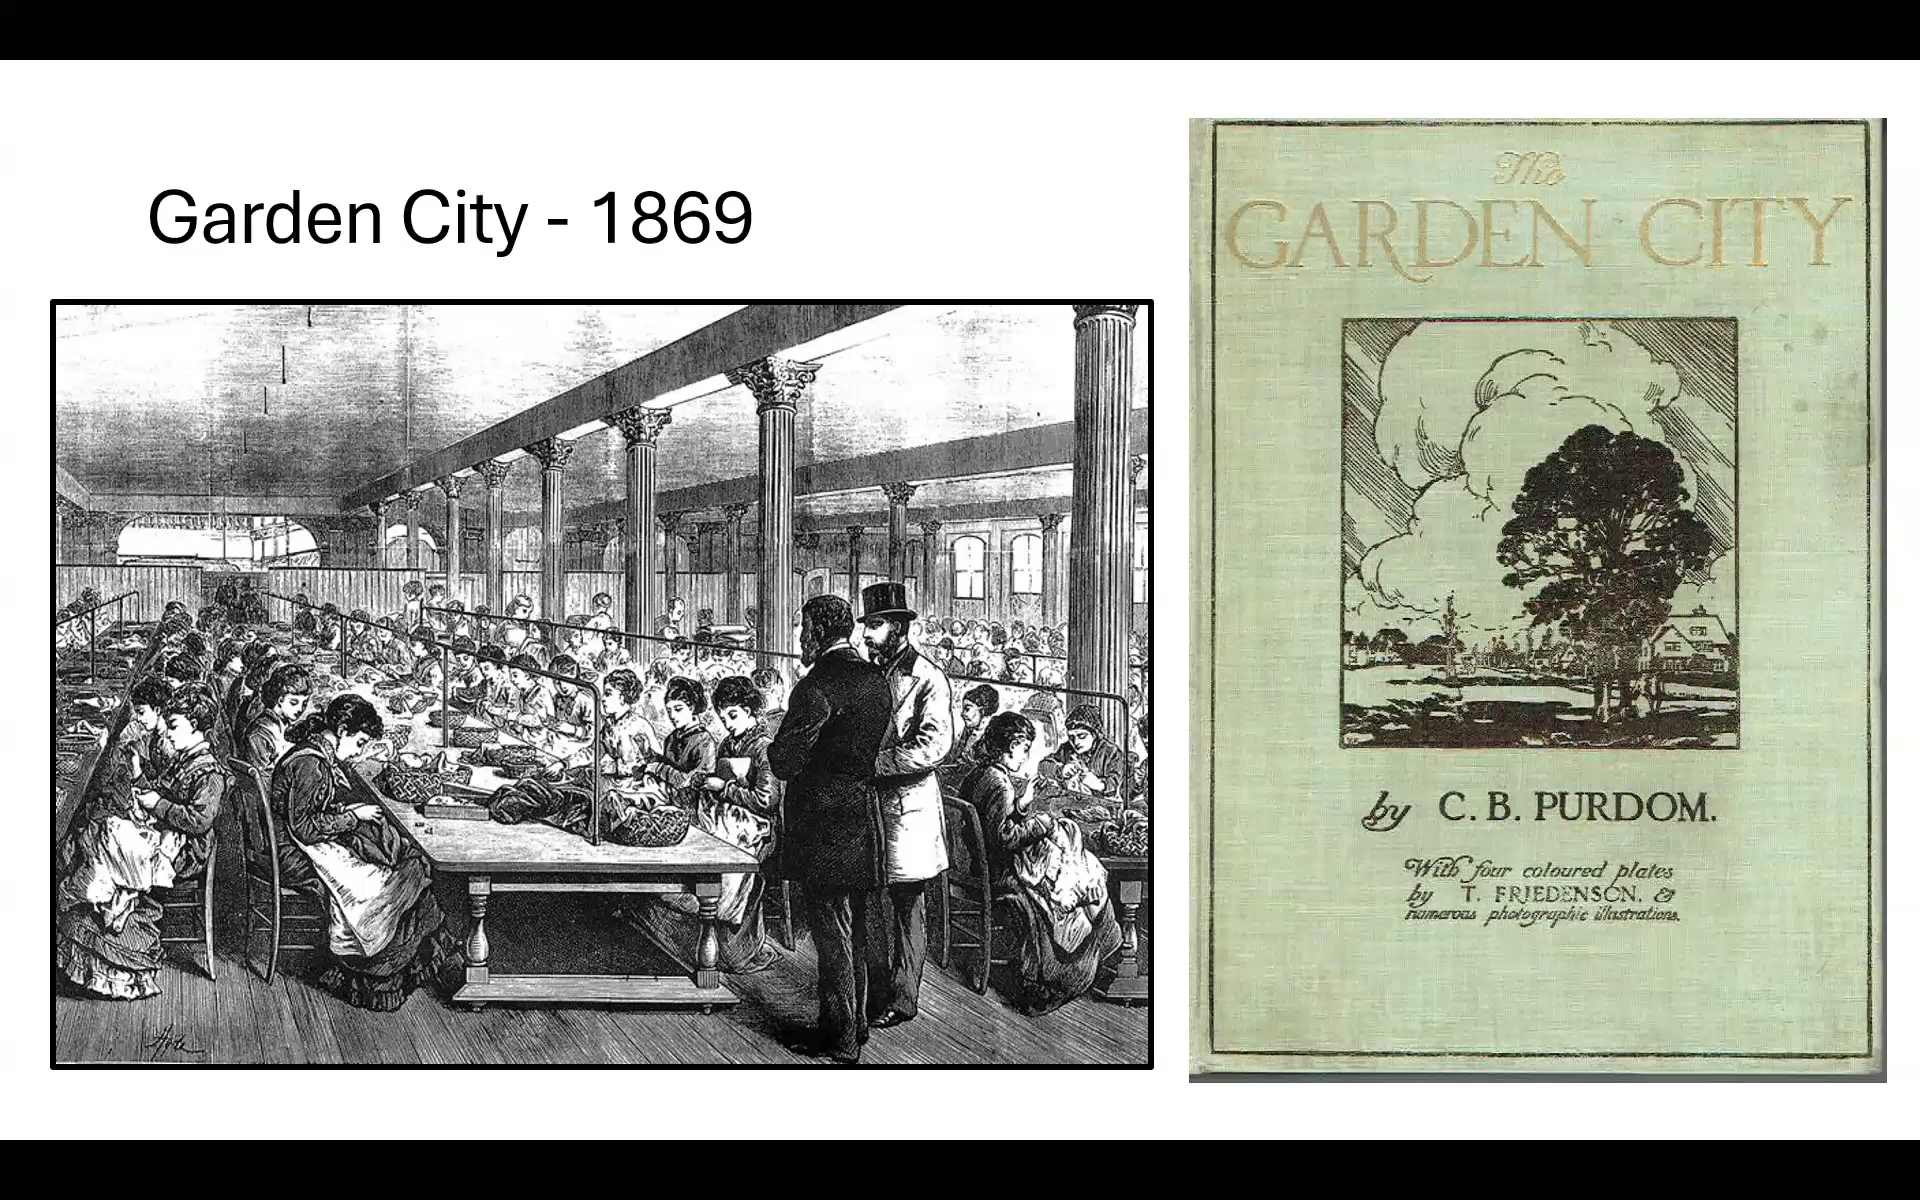 Garden City - 1869
The
GARDEN CITY
by C. B. PURDOM.
With four coloured plates
by T. FRIEDENSON. &
numerous photographic illustrations.